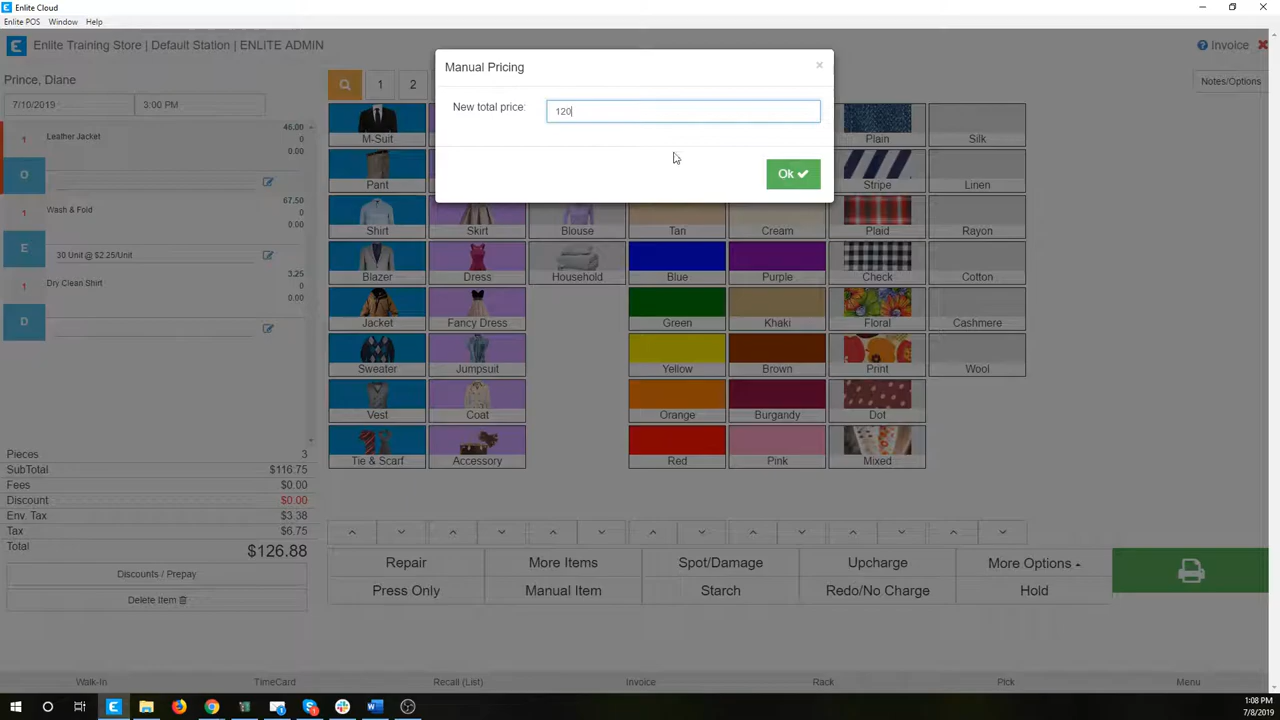 Enlite Cloud
Enlite POS Window Help
Enlite Training Store | Default Station | ENLITE ADMIN
Invoice
Prince, Diane
7/10/2019 3:00 PM
1 2
Notes/Options
Manual Pricing
New total price: 120
Ok
1 Leather Jacket 46.00
0
0.00
O
1 Wash & Fold 67.50
0.00
E
30 Unit @ $2.25/Unit
1 Dry Clean Shirt 3.25
0.00
D
M-Suit Plain Silk
Pant Stripe Linen
Shirt Skirt Blouse Tan Cream Plaid Rayon
Blazer Dress Household Blue Purple Check Cotton
Jacket Fancy Dress Green Khaki Floral Cashmere
Sweater Jumpsuit Yellow Brown Print Wool
Vest Coat Orange Burgandy Dot
Tie & Scarf Accessory Red Pink Mixed
Pieces 3
SubTotal $116.75
Fees $0.00
Discount $0.00
Env. Tax $3.38
Tax $6.75
Total $126.88
Discounts / Prepay
Delete Item
Repair More Items Spot/Damage Upcharge More Options
Press Only Manual Item Starch Redo/No Charge Hold
Walk-In TimeCard Recall (List) Invoice Rack Pick Menu
1:08 PM
7/8/2019